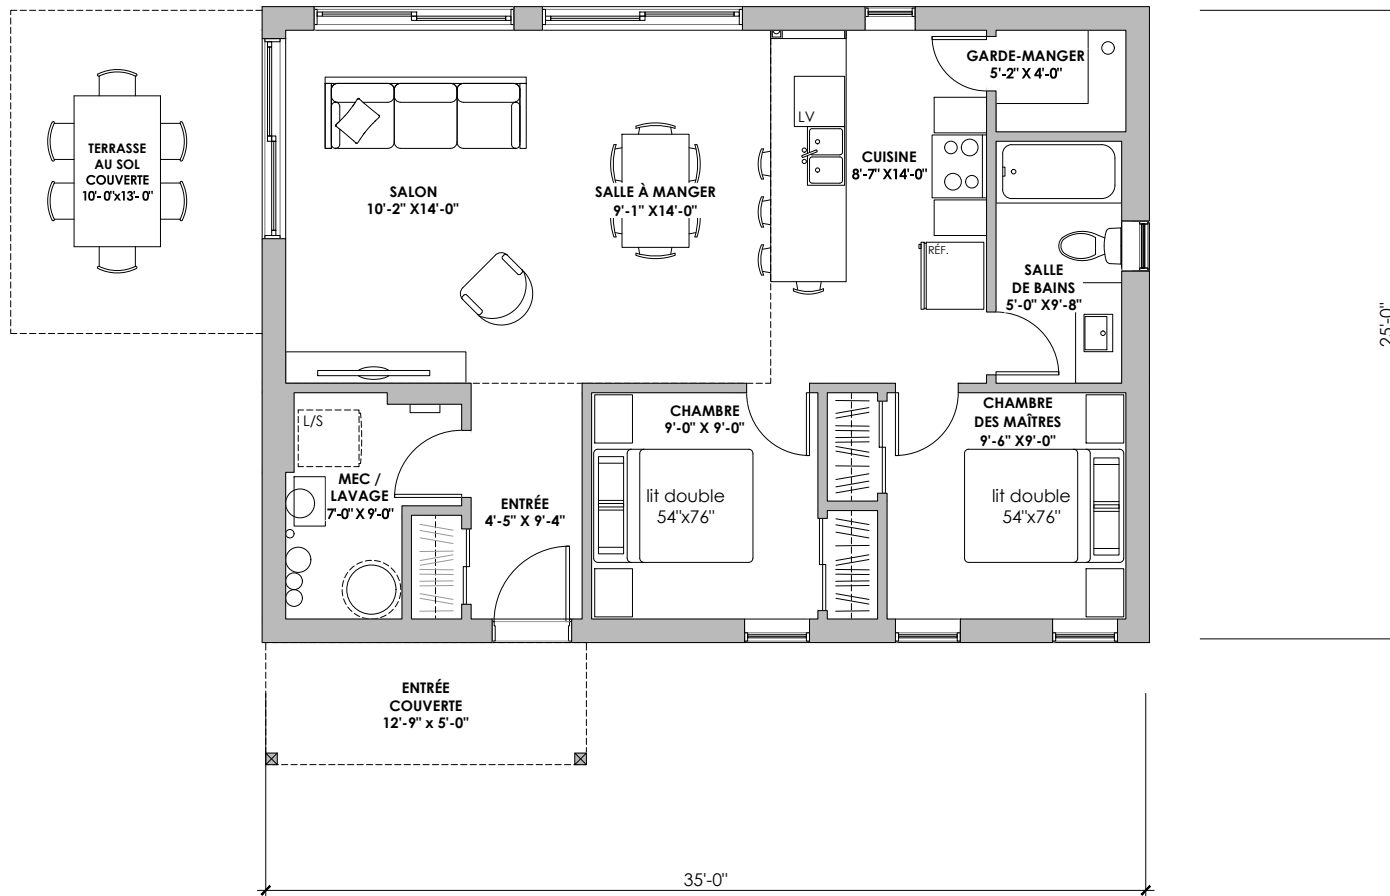 GARDE-MANGER
5'-2" X 4'-0"
LV
TERRASSE
AU SOL
COUVERTE
10'- 0"x13'- 0"
CUISINE
8'-7" X14'-0"
SALON
10'-2" X14'-0"
SALLE À MANGER
9'-1" X14'-0"
RÉF.
SALLE
DE BAINS
5'-0" X9'-8"
25'-0"
L/S
CHAMBRE
9'-0" X 9'-0"
CHAMBRE
DES MAÎTRES
9'-6" X9'-0"
MEC /
LAVAGE
7'-0" X 9'-0"
ENTRÉE
4'-5" X 9'-4"
lit double
54"x76"
lit double
54"x76"
ENTRÉE
COUVERTE
12'-9" x 5'-0"
35'-0"